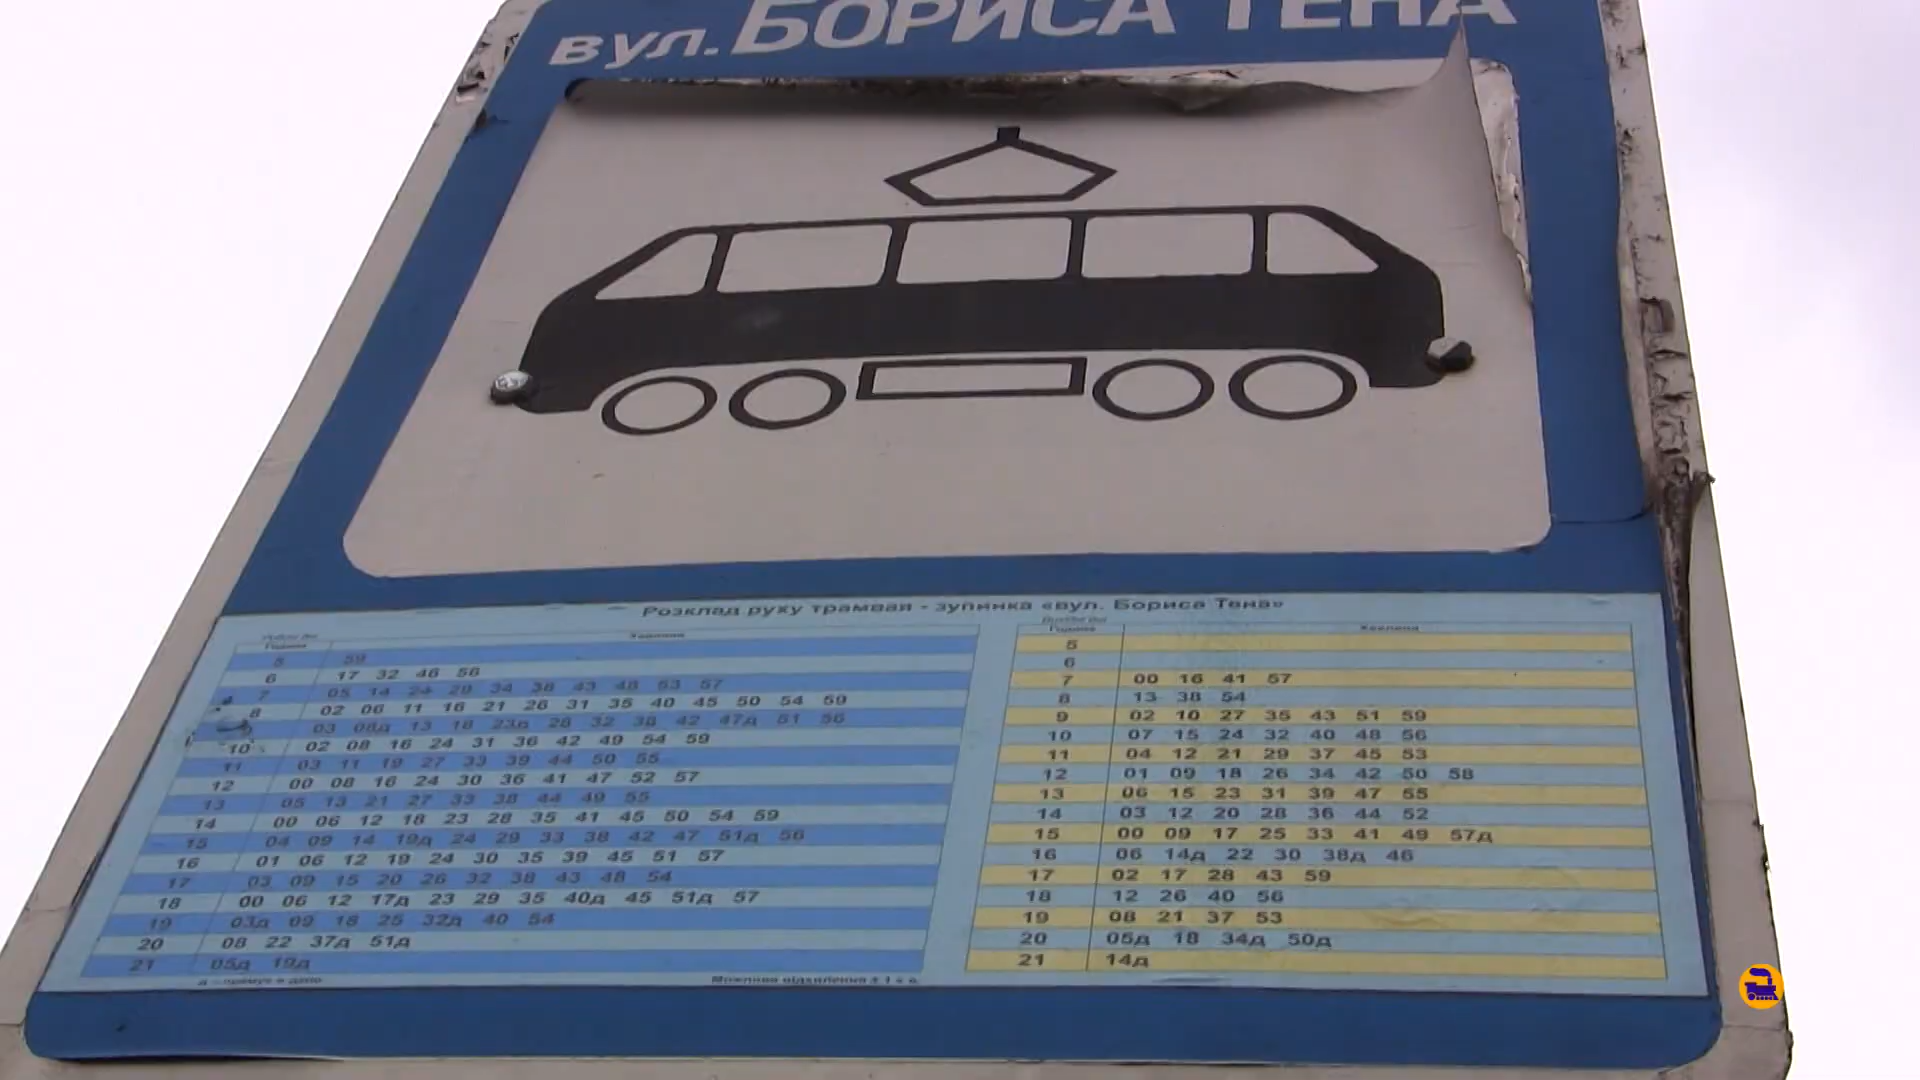 вул. БОРИСА ТЕНА
Розклад руху трамвая - зупинка «вул. Бориса Тена»
Робочі дні
Година Хвилини
5 59
6 17 32 46 56
7 05 14 24 29 34 38 43 48 53 57
8 02 06 11 16 21 26 31 35 40 45 50 54 59
9 03 08д 13 18 23д 28 32 38 42 47д 51 56
10 02 08 16 24 31 36 42 49 54 59
11 03 11 19 27 33 39 44 50 55
12 00 08 16 24 30 36 41 47 52 57
13 05 13 21 27 33 38 44 49 55
14 00 06 12 18 23 28 35 41 45 50 54 59
15 04 09 14 19д 24 29 33 38 42 47 51д 56
16 01 06 12 19 24 30 35 39 45 51 57
17 03 09 15 20 26 32 38 43 48 54
18 00 06 12 17д 23 29 35 40д 45 51д 57
19 03д 09 18 25 32д 40 54
20 08 22 37д 51д
21 05д 19д
д - прямує в депо
Можлива відхилення ± 1 х в.
Вихідні дні
Година Хвилина
5
6
7 00 16 41 57
8 13 38 54
9 02 10 27 35 43 51 59
10 07 15 24 32 40 48 56
11 04 12 21 29 37 45 53
12 01 09 18 26 34 42 50 58
13 06 15 23 31 39 47 55
14 03 12 20 28 36 44 52
15 00 09 17 25 33 41 49 57д
16 06 14д 22 30 38д 46
17 02 17 28 43 59
18 12 26 40 56
19 08 21 37 53
20 05д 18 34д 50д
21 14д